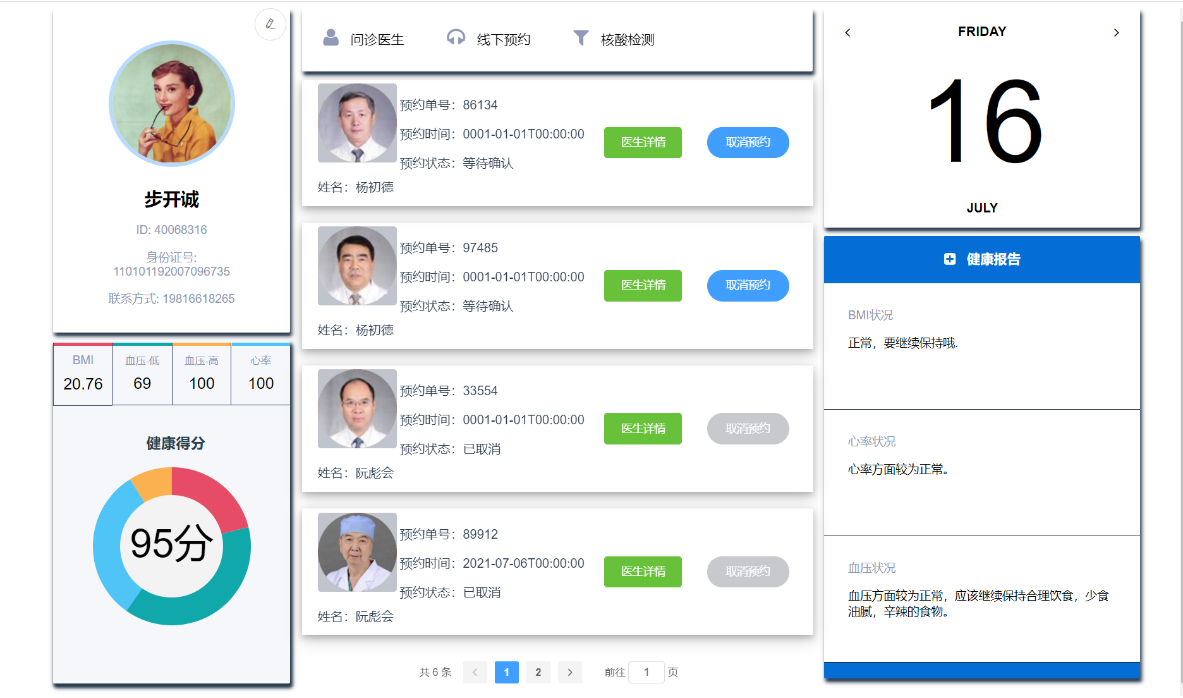 步开诚
ID: 40068316
身份证号:
110101192007096735
联系方式: 19816618265
BMI
20.76
血压·低
69
血压·高
100
心率
100
健康得分
95分
问诊医生
线下预约
核酸检测
预约单号：86134
预约时间：0001-01-01T00:00:00
预约状态：等待确认
姓名：杨初德
医生详情
取消预约
预约单号：97485
预约时间：0001-01-01T00:00:00
预约状态：等待确认
姓名：杨初德
医生详情
取消预约
预约单号：33554
预约时间：0001-01-01T00:00:00
预约状态：已取消
姓名：阮彪会
医生详情
取消预约
预约单号：89912
预约时间：2021-07-06T00:00:00
预约状态：已取消
姓名：阮彪会
医生详情
取消预约
共 6 条
1
2
前往 1 页
FRIDAY
16
JULY
健康报告
BMI状况
正常，要继续保持哦.
心率状况
心率方面较为正常。
血压状况
血压方面较为正常，应该继续保持合理饮食，少食
油腻，辛辣的食物。